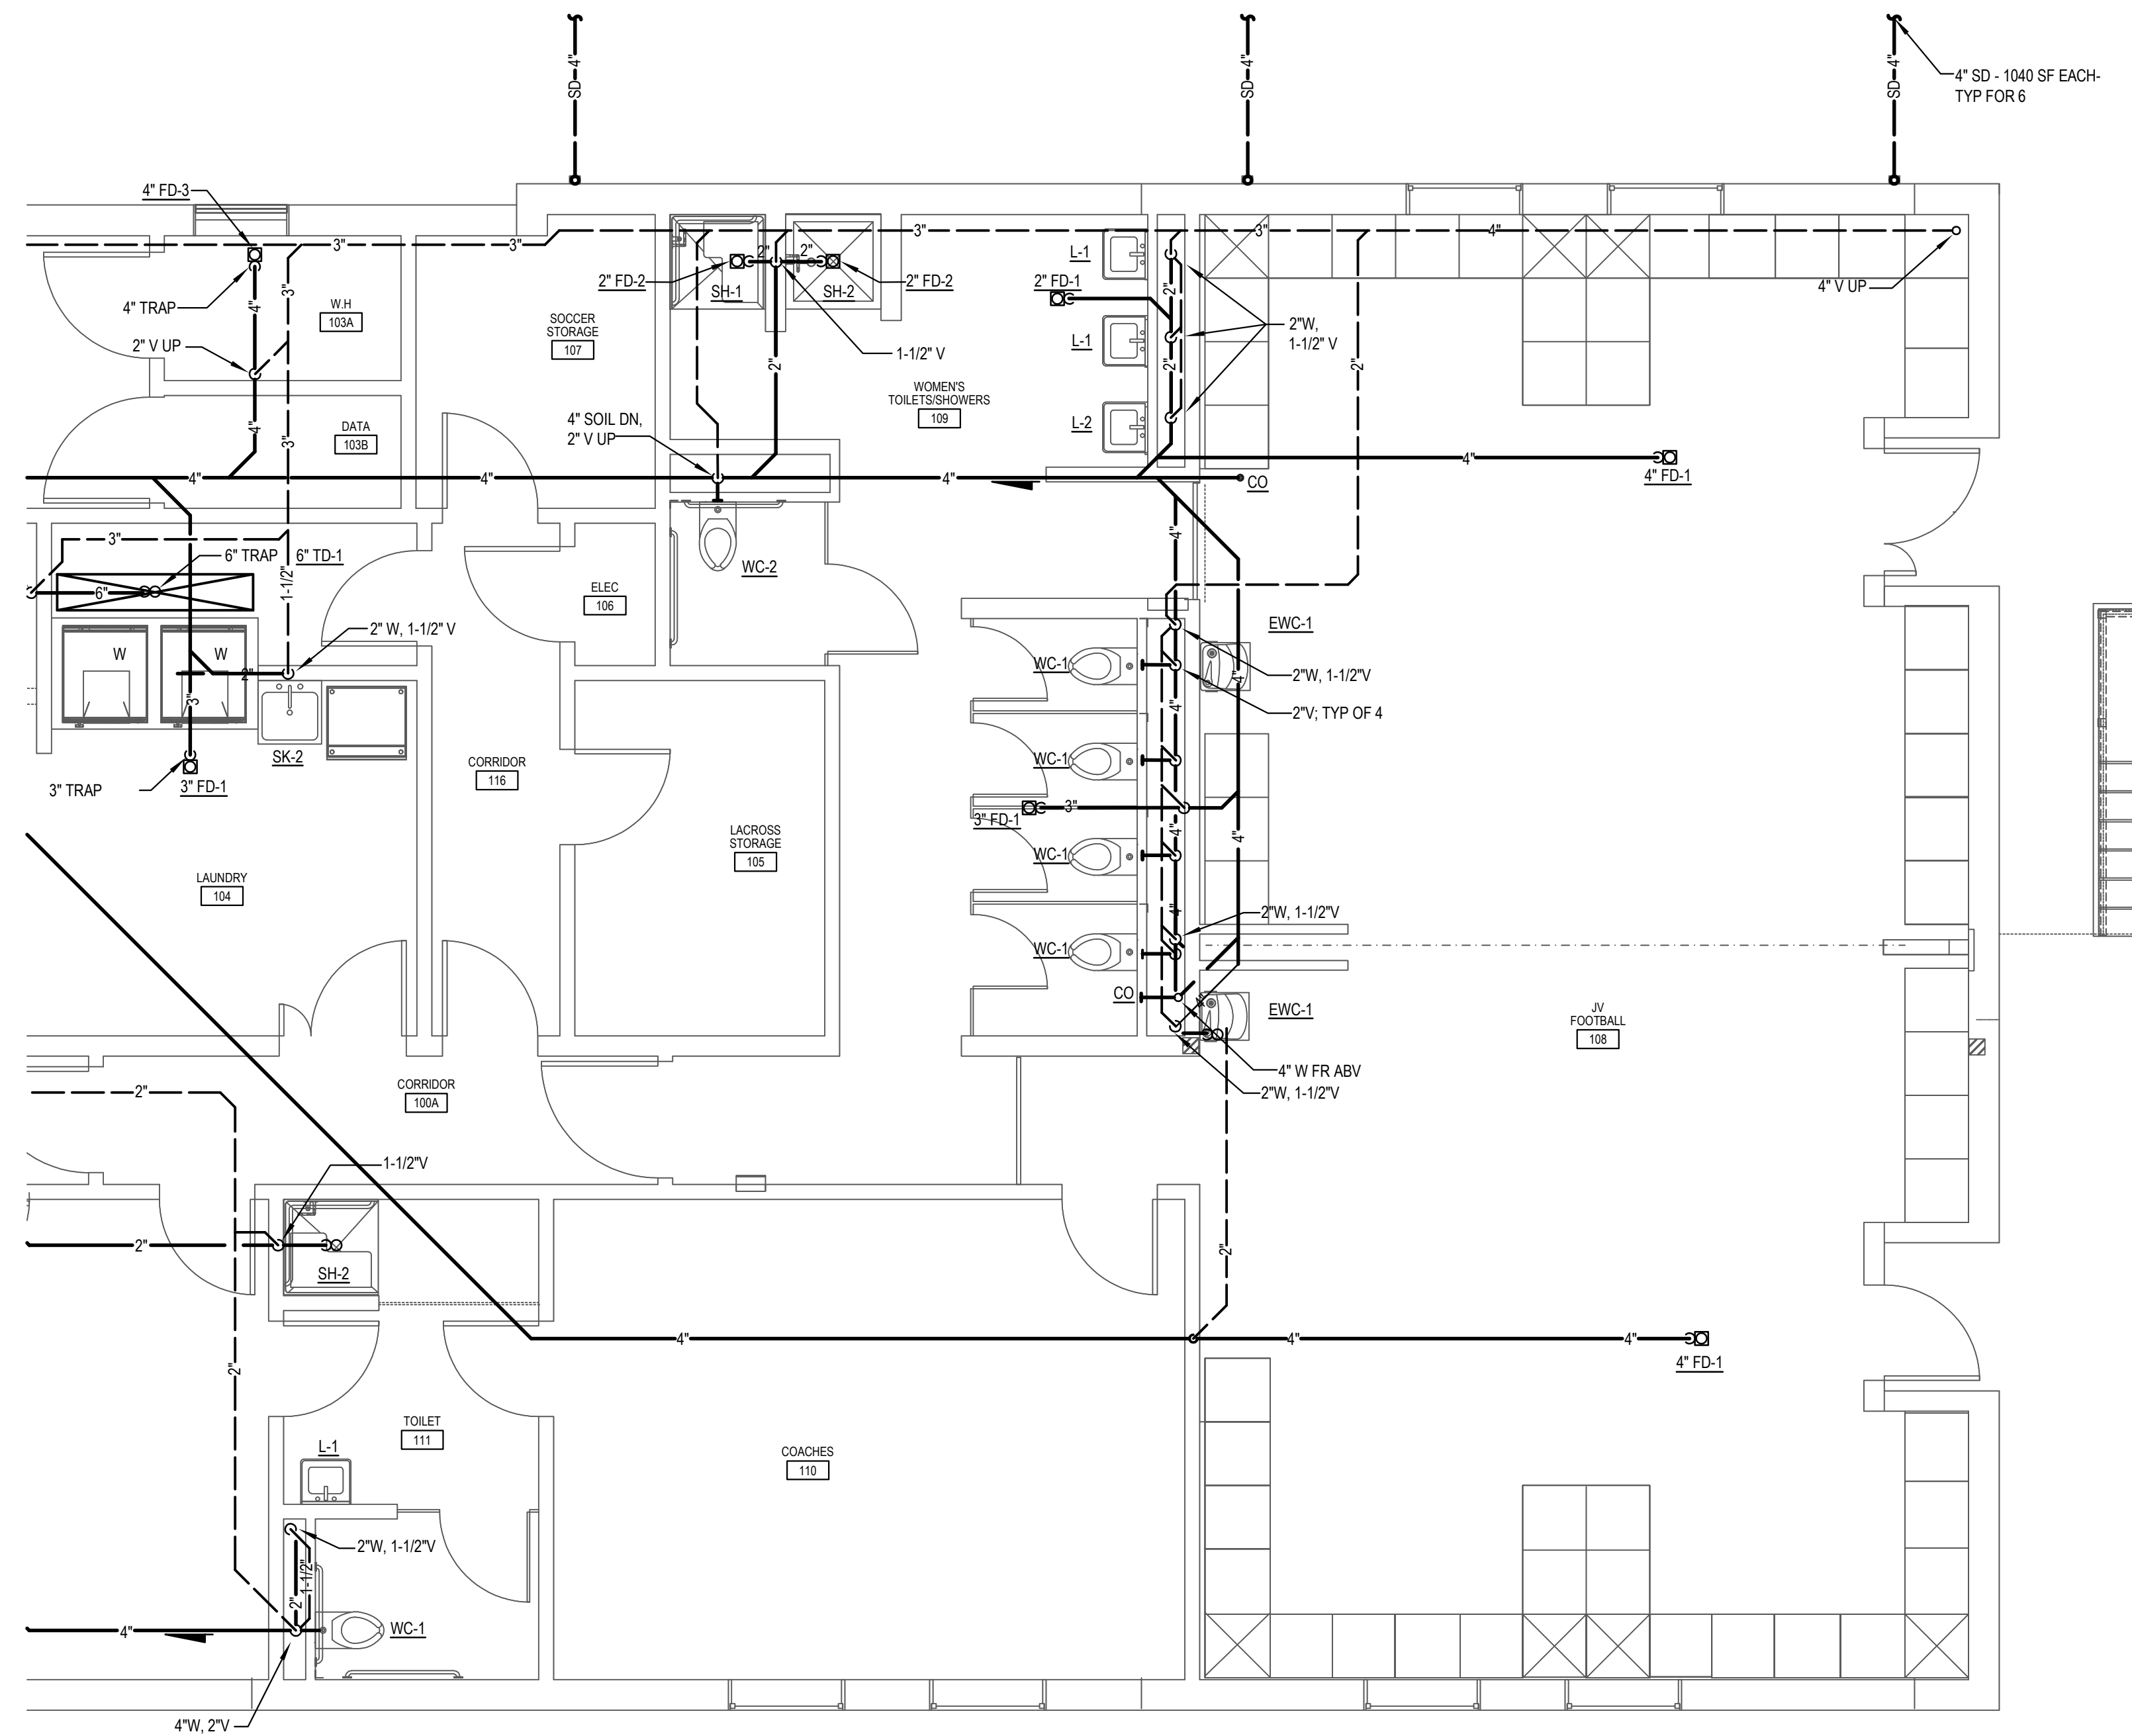 SD-4"
SD-4"
SD-4"
4" SD - 1040 SF EACH-
TYP FOR 6
4" FD-3
3"
3"
3"
3"
4"
4" V UP
4" TRAP
4"
3"
W.H
103A
2" V UP
SOCCER
STORAGE
107
2" FD-2
2"
2"
SH-1
SH-2
2" FD-2
2" FD-1
L-1
2"
L-1
2"
L-2
2"W,
1-1/2" V
1-1/2" V
2"
2"
WOMEN'S
TOILETS/SHOWERS
109
4" SOIL DN,
2" V UP
DATA
103B
4"
3"
4"
4"
4"
CO
4"
4" FD-1
3"
6" TRAP
6" TD-1
6"
1-1/2"
ELEC
106
WC-2
4"
EWC-1
2" W, 1-1/2" V
W
W
2"
3"
SK-2
3" TRAP
3" FD-1
CORRIDOR
116
WC-1
2"W, 1-1/2"V
4"
4"
2"V; TYP OF 4
WC-1
3"
3" FD-1
4"
4"
WC-1
LACROSS
STORAGE
105
LAUNDRY
104
4"
2"W, 1-1/2"V
WC-1
CO
4"
EWC-1
JV
FOOTBALL
108
4" W FR ABV
2"W, 1-1/2"V
CORRIDOR
100A
2"
1-1/2"V
2"
SH-2
2"
2"
4"
4"
4"
4" FD-1
TOILET
111
L-1
COACHES
110
2"W, 1-1/2"V
1-1/2"
2"
4"
WC-1
4"W, 2"V